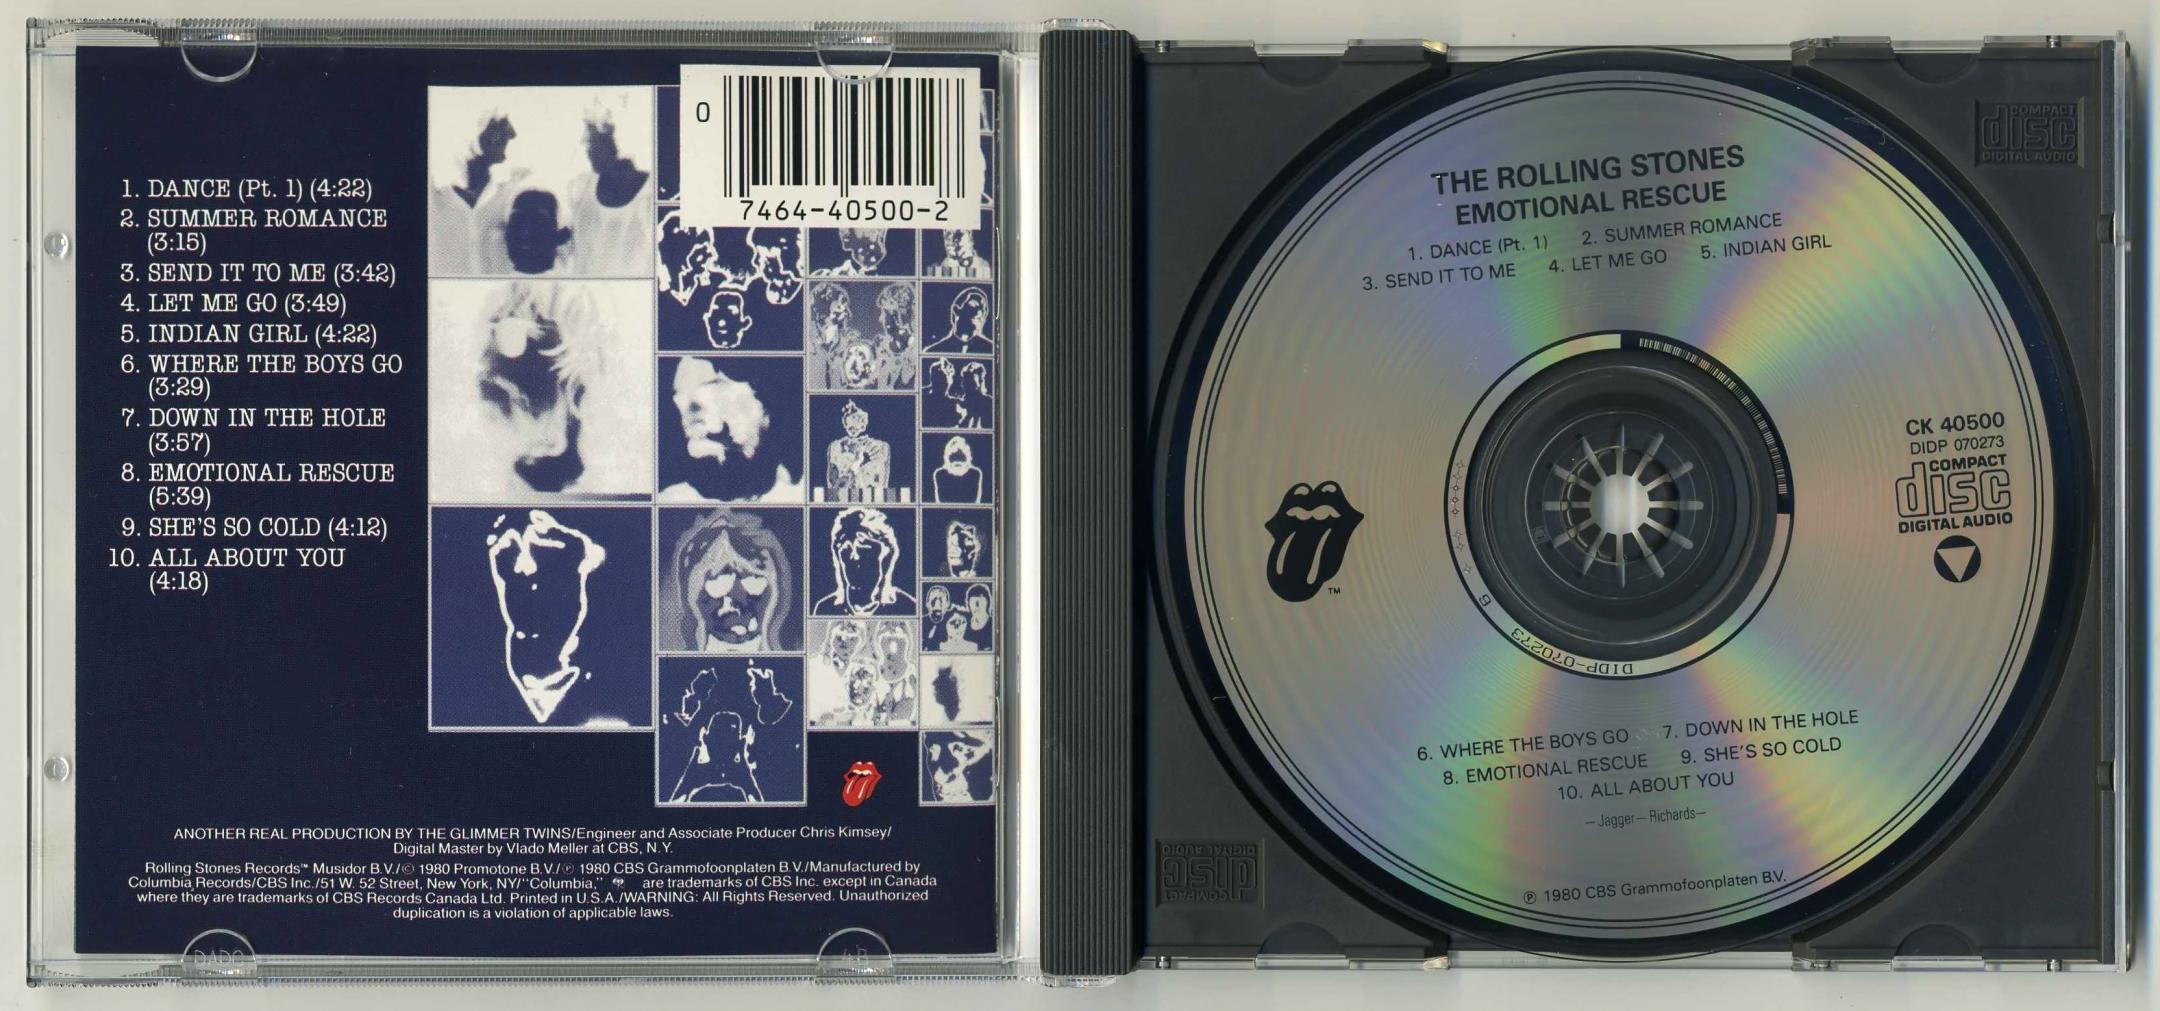 1. DANCE (Pt. 1) (4:22)
2. SUMMER ROMANCE
(3:15)
3. SEND IT TO ME (3:42)
4. LET ME GO (3:49)
5. INDIAN GIRL (4:22)
6. WHERE THE BOYS GO
(3:29)
7. DOWN IN THE HOLE
(3:57)
8. EMOTIONAL RESCUE
(5:39)
9. SHE'S SO COLD (4:12)
10. ALL ABOUT YOU
(4:18)
0
7464-40500-2
ANOTHER REAL PRODUCTION BY THE GLIMMER TWINS/Engineer and Associate Producer Chris Kimsey/
Digital Master by Vlado Meller at CBS, N.Y.
Rolling Stones Records™ Musidor B.V./© 1980 Promotone B.V./℗ 1980 CBS Grammofoonplaten B.V./Manufactured by
Columbia Records/CBS Inc./51 W. 52 Street, New York, NY/"Columbia," are trademarks of CBS Inc. except in Canada
where they are trademarks of CBS Records Canada Ltd. Printed in U.S.A./WARNING: All Rights Reserved. Unauthorized
duplication is a violation of applicable laws.
THE ROLLING STONES
EMOTIONAL RESCUE
1. DANCE (Pt. 1) 2. SUMMER ROMANCE
3. SEND IT TO ME 4. LET ME GO 5. INDIAN GIRL
CK 40500
DIDP 070273
COMPACT
disc
DIGITAL AUDIO
TM
DIDP-070273
6. WHERE THE BOYS GO 7. DOWN IN THE HOLE
8. EMOTIONAL RESCUE 9. SHE'S SO COLD
10. ALL ABOUT YOU
—Jagger—Richards—
℗ 1980 CBS Grammofoonplaten B.V.
COMPACT
disc
DIGITAL AUDIO
COMPACT
disc
DIGITAL AUDIO